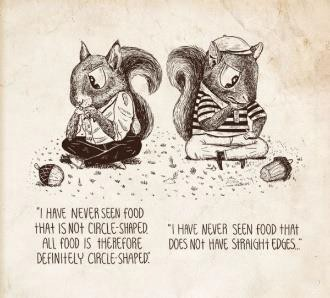 "I HAVE NEVER SEEN FOOD
THAT IS NOT CIRCLE-SHAPED.
ALL FOOD IS THEREFORE
DEFINITELY CIRCLE-SHAPED."
"I HAVE NEVER SEEN FOOD THAT
DOES NOT HAVE STRAIGHT EDGES..."